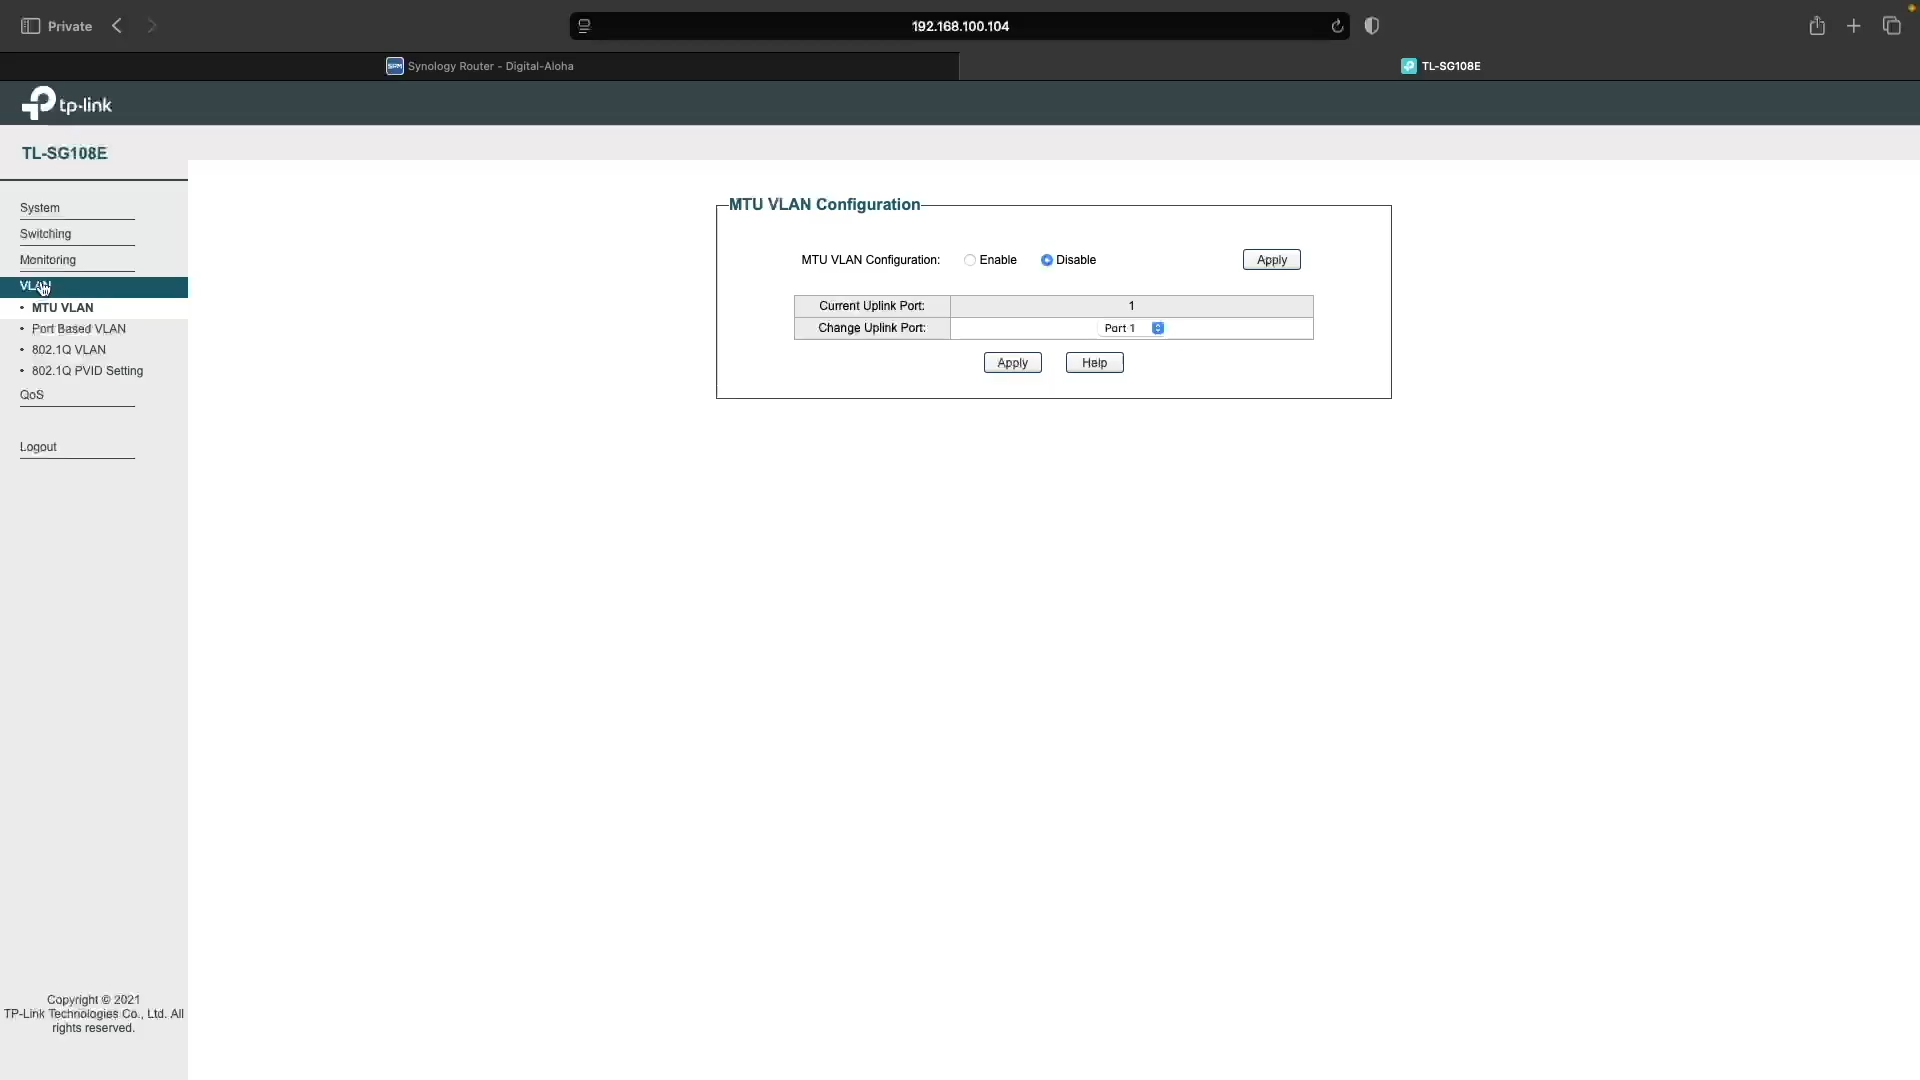 Private
192.168.100.104
SRM Synology Router - Digital-Aloha
TL-SG108E
tp-link
TL-SG108E
System
Switching
Monitoring
VLAN
• MTU VLAN
• Port Based VLAN
• 802.1Q VLAN
• 802.1Q PVID Setting
QoS
Logout
MTU VLAN Configuration
MTU VLAN Configuration: Enable Disable Apply
Current Uplink Port: 1
Change Uplink Port: Port 1
Apply Help
Copyright © 2021
TP-Link Technologies Co., Ltd. All
rights reserved.